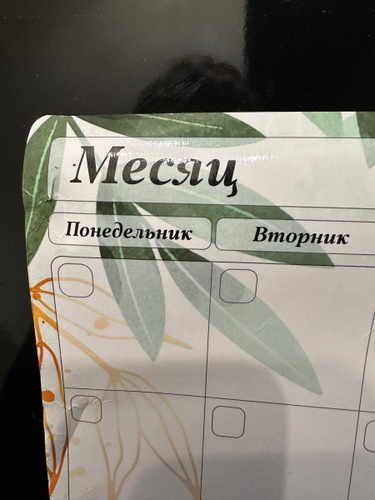 Месяц
Понедельник
Вторник